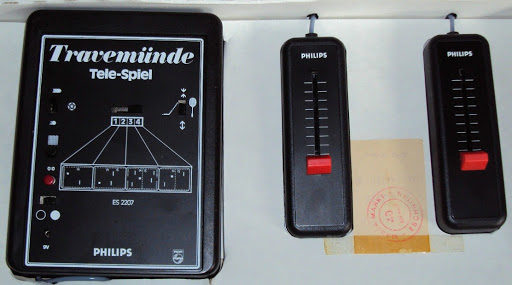 Travemünde
Tele-Spiel
1 2 3 4
ES 2207
9V
PHILIPS
PHILIPS
PHILIPS